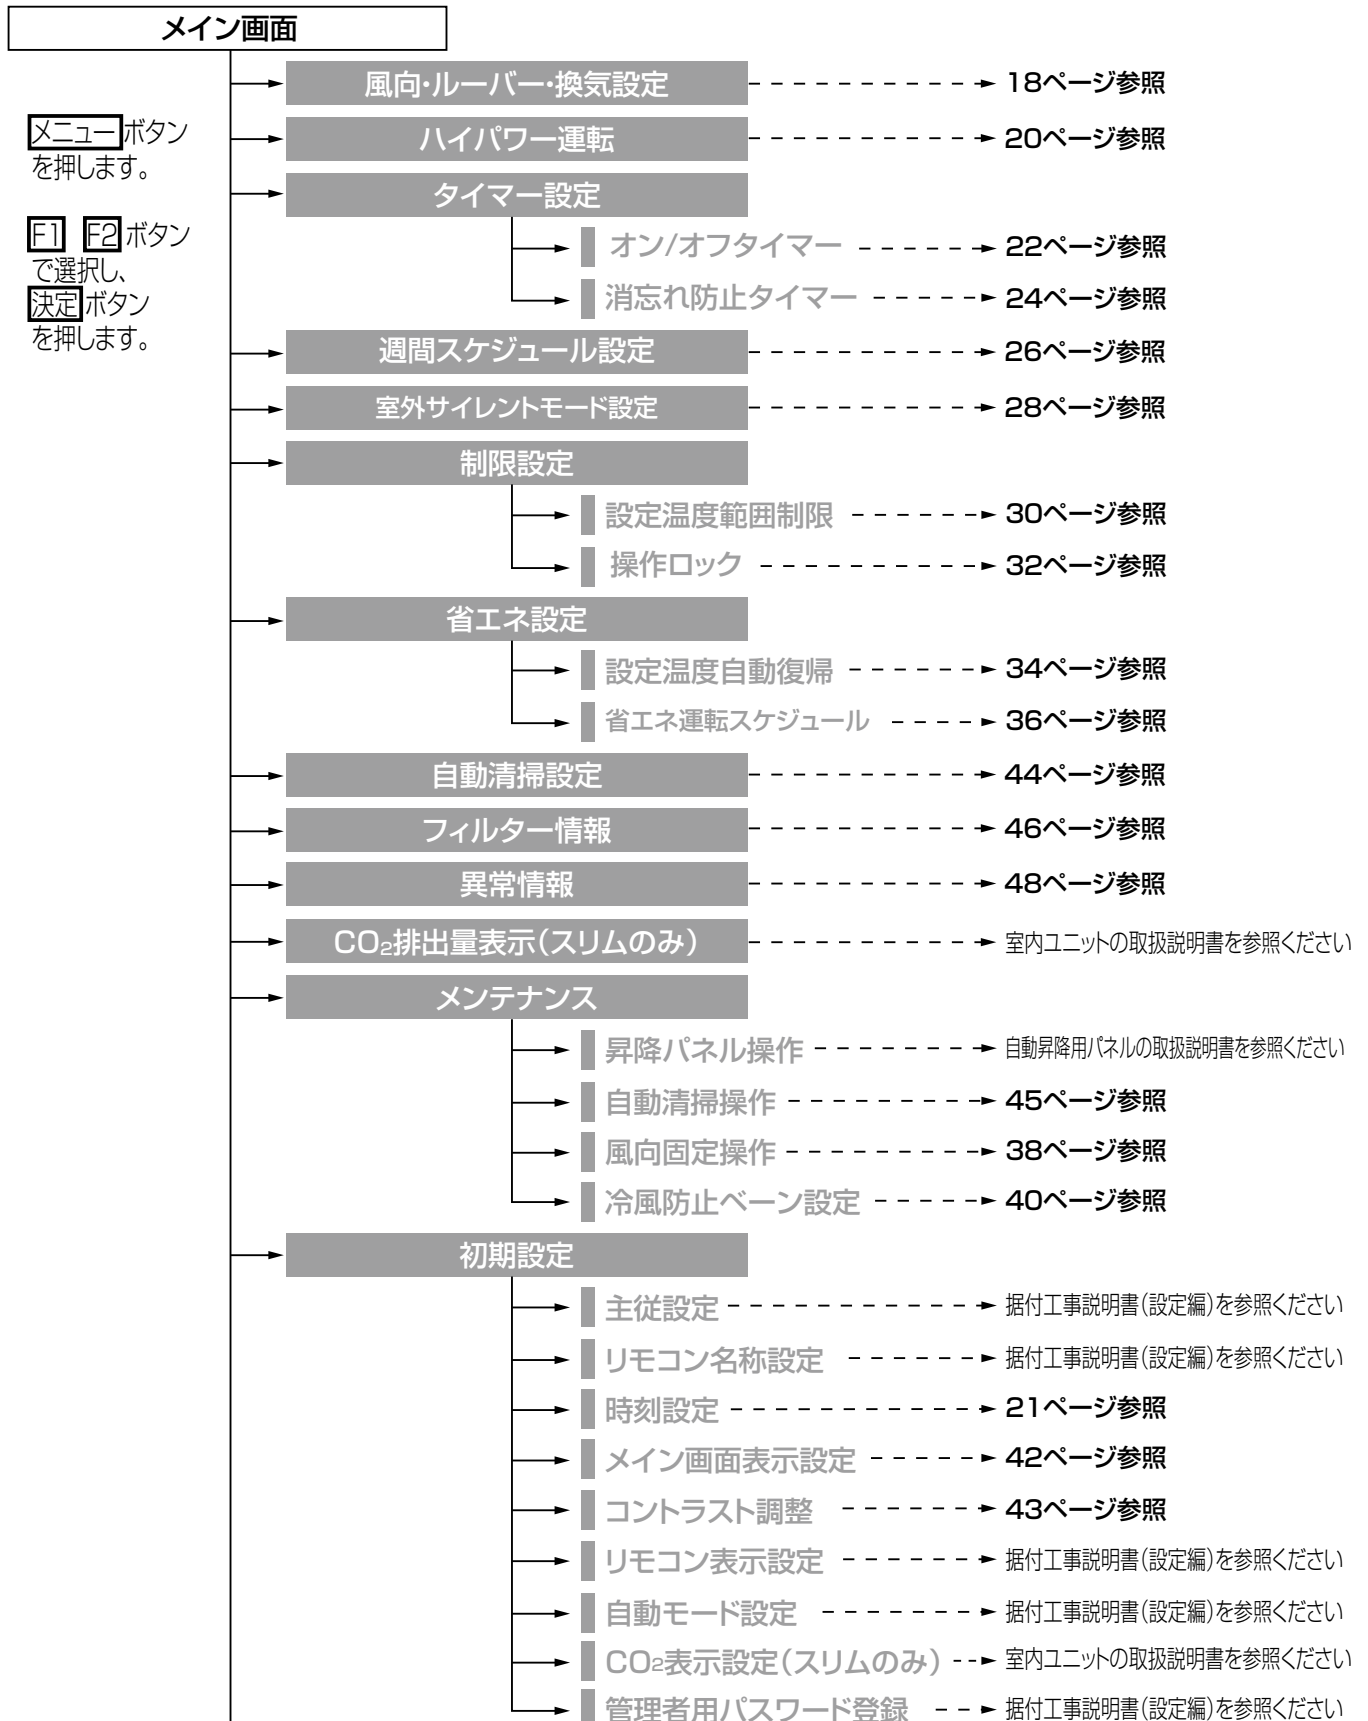 メイン画面
風向・ルーバー・換気設定 18ページ参照
メニューボタン
を押します。
ハイパワー運転 20ページ参照
タイマー設定
F1 F2ボタン
で選択し、
決定ボタン
を押します。
オン/オフタイマー 22ページ参照
消忘れ防止タイマー 24ページ参照
週間スケジュール設定 26ページ参照
室外サイレントモード設定 28ページ参照
制限設定
設定温度範囲制限 30ページ参照
操作ロック 32ページ参照
省エネ設定
設定温度自動復帰 34ページ参照
省エネ運転スケジュール 36ページ参照
自動清掃設定 44ページ参照
フィルター情報 46ページ参照
異常情報 48ページ参照
CO₂排出量表示（スリムのみ） 室内ユニットの取扱説明書を参照ください
メンテナンス
昇降パネル操作 自動昇降用パネルの取扱説明書を参照ください
自動清掃操作 45ページ参照
風向固定操作 38ページ参照
冷風防止ベーン設定 40ページ参照
初期設定
主従設定 据付工事説明書（設定編）を参照ください
リモコン名称設定 据付工事説明書（設定編）を参照ください
時刻設定 21ページ参照
メイン画面表示設定 42ページ参照
コントラスト調整 43ページ参照
リモコン表示設定 据付工事説明書（設定編）を参照ください
自動モード設定 据付工事説明書（設定編）を参照ください
CO₂表示設定（スリムのみ） 室内ユニットの取扱説明書を参照ください
管理者用パスワード登録 据付工事説明書（設定編）を参照ください